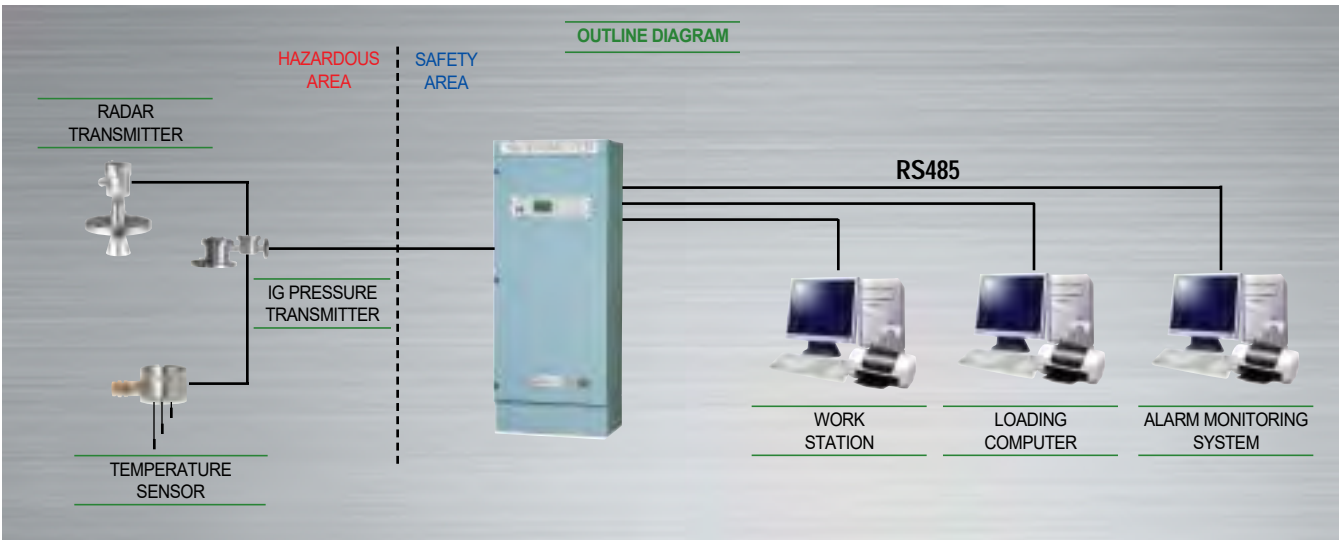 OUTLINE DIAGRAM
HAZARDOUS
AREA
SAFETY
AREA
RADAR
TRANSMITTER
RS485
IG PRESSURE
TRANSMITTER
WORK
STATION
LOADING
COMPUTER
ALARM MONITORING
SYSTEM
TEMPERATURE
SENSOR